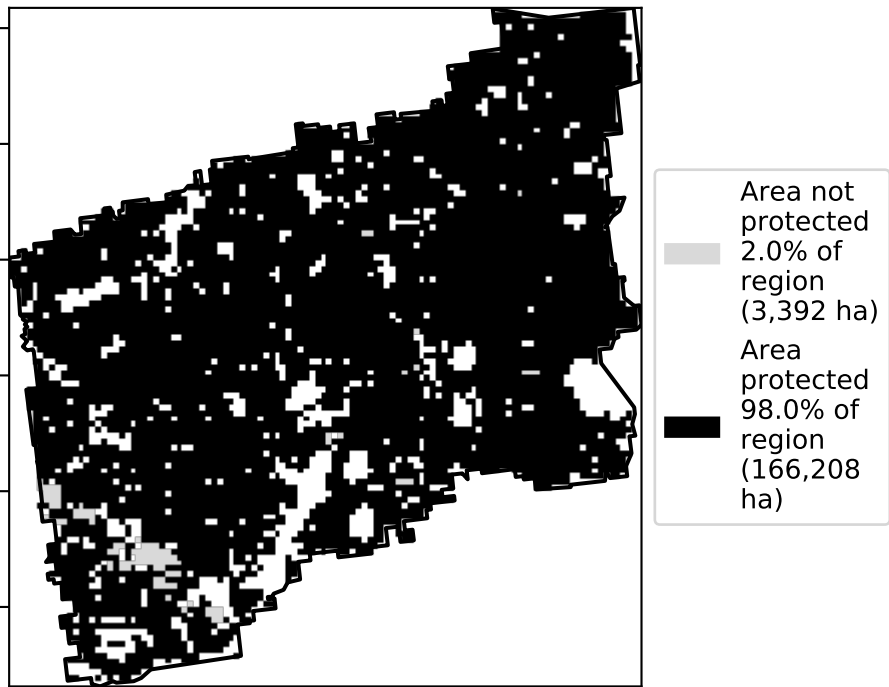 Area not
protected
2.0% of
region
(3,392 ha)
Area
protected
98.0% of
region
(166,208
ha)